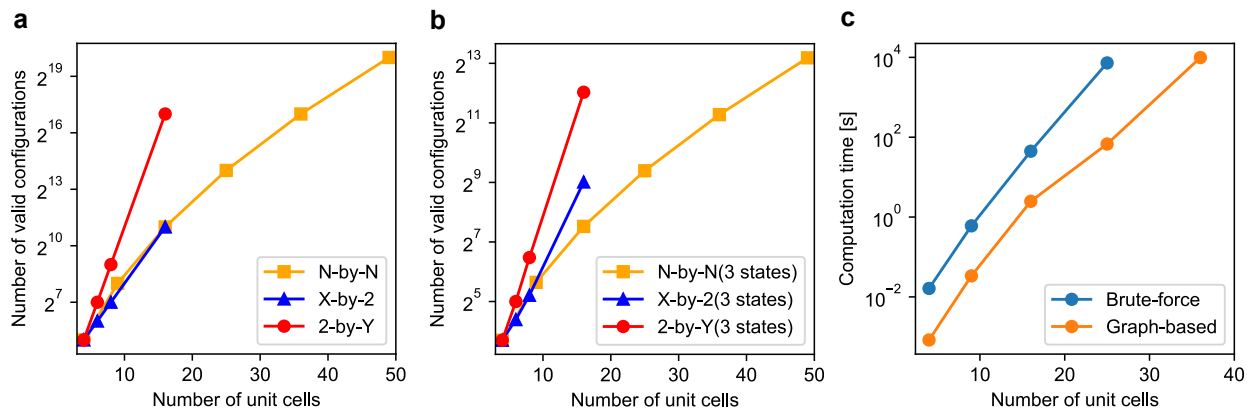 a
Number of valid configurations
2^19
2^16
2^13
2^10
2^7
10
20
30
40
50
Number of unit cells
N-by-N
X-by-2
2-by-Y
b
Number of valid configurations
2^13
2^11
2^9
2^7
2^5
10
20
30
40
50
Number of unit cells
N-by-N(3 states)
X-by-2(3 states)
2-by-Y(3 states)
c
Computation time [s]
10^4
10^2
10^0
10^−2
10
20
30
40
Number of unit cells
Brute-force
Graph-based